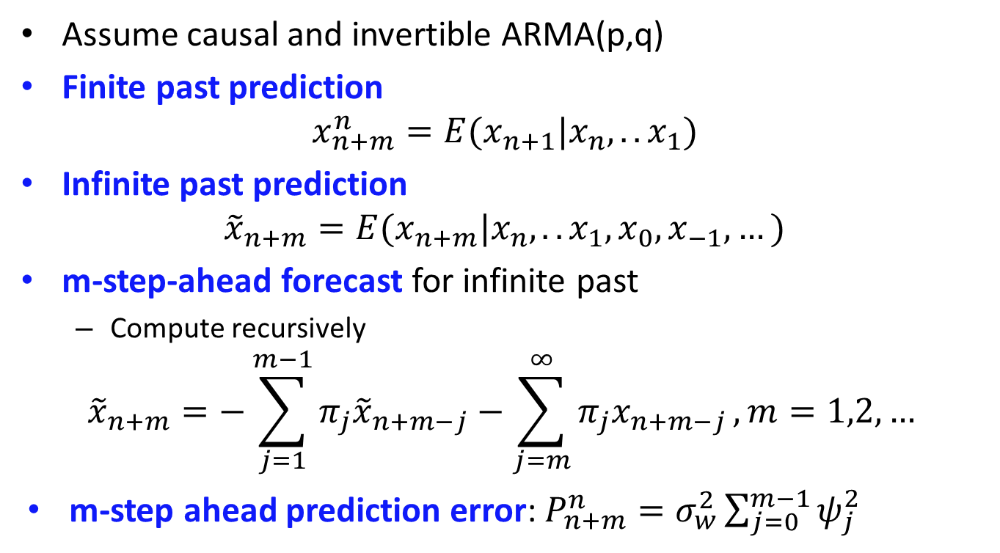 • Assume causal and invertible ARMA(p,q)
• Finite past prediction
$x_{n+m}^{n} = E(x_{n+1}|x_n, . . x_1)$
• Infinite past prediction
$\tilde{x}_{n+m} = E(x_{n+m}|x_n, . . x_1, x_0, x_{-1}, \ldots)$
• m-step-ahead forecast for infinite past
– Compute recursively
$\tilde{x}_{n+m} = -\sum_{j=1}^{m-1} \pi_j \tilde{x}_{n+m-j} - \sum_{j=m}^{\infty} \pi_j x_{n+m-j}, m = 1,2, \ldots$
• m-step ahead prediction error: $P_{n+m}^{n} = \sigma_w^2 \sum_{j=0}^{m-1} \psi_j^2$